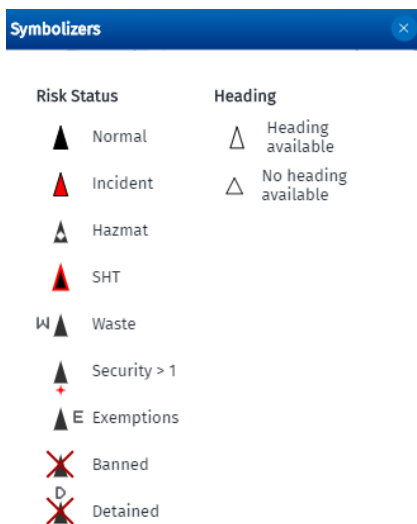 Symbolizers
Risk Status
Heading
Normal
Heading
available
Incident
No heading
available
Hazmat
SHT
W Waste
Security > 1
E Exemptions
Banned
D
Detained